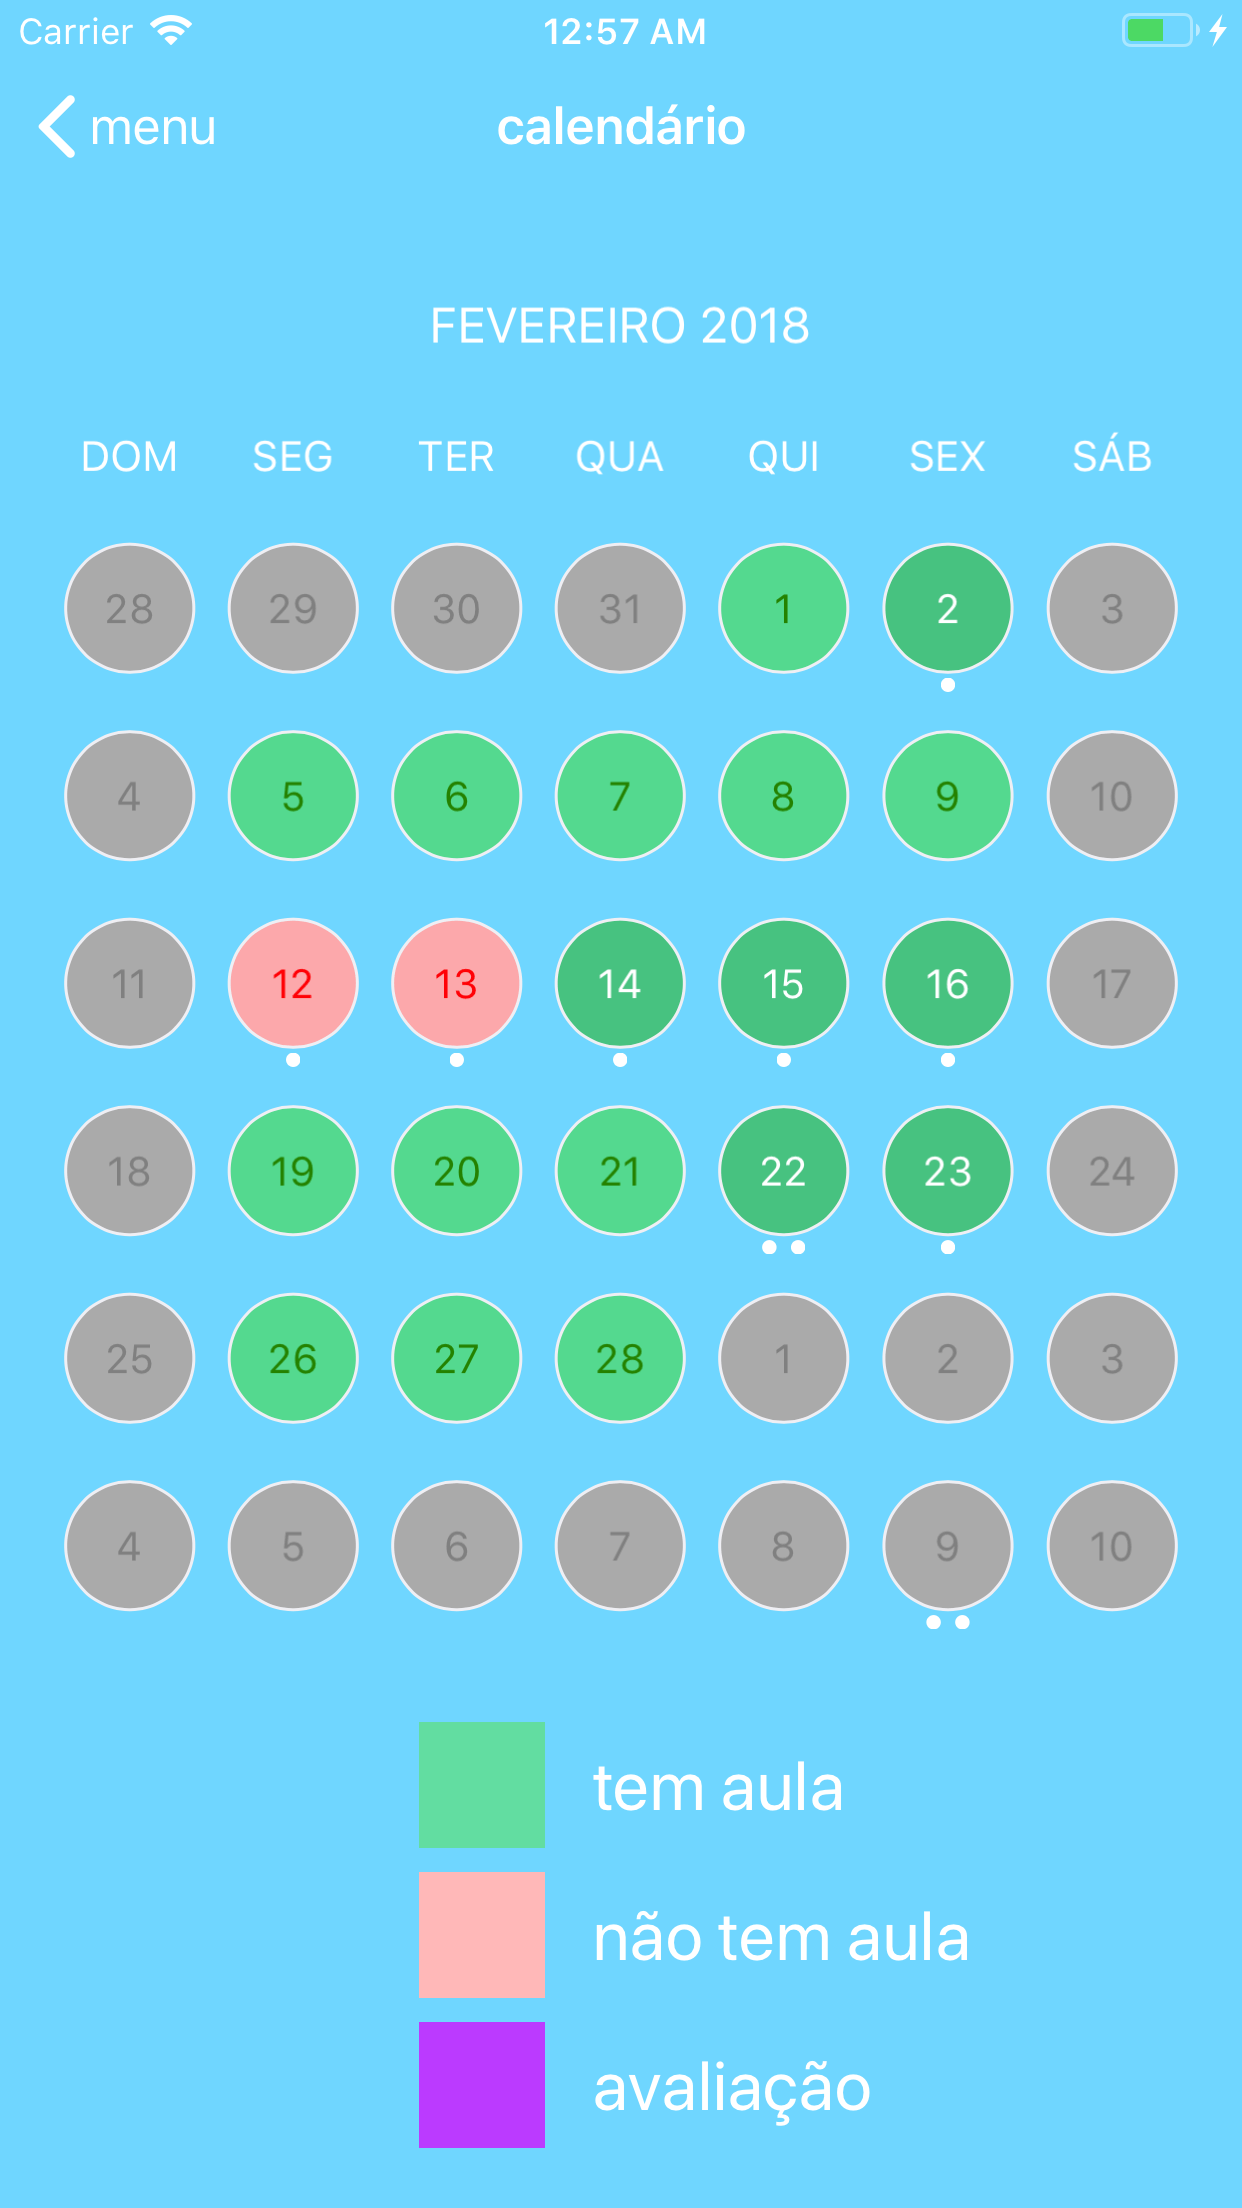 Carrier 12:57 AM
menu calendário
FEVEREIRO 2018
DOM SEG TER QUA QUI SEX SÁB
28 29 30 31 1 2 3
4 5 6 7 8 9 10
11 12 13 14 15 16 17
18 19 20 21 22 23 24
25 26 27 28 1 2 3
4 5 6 7 8 9 10
tem aula
não tem aula
avaliação